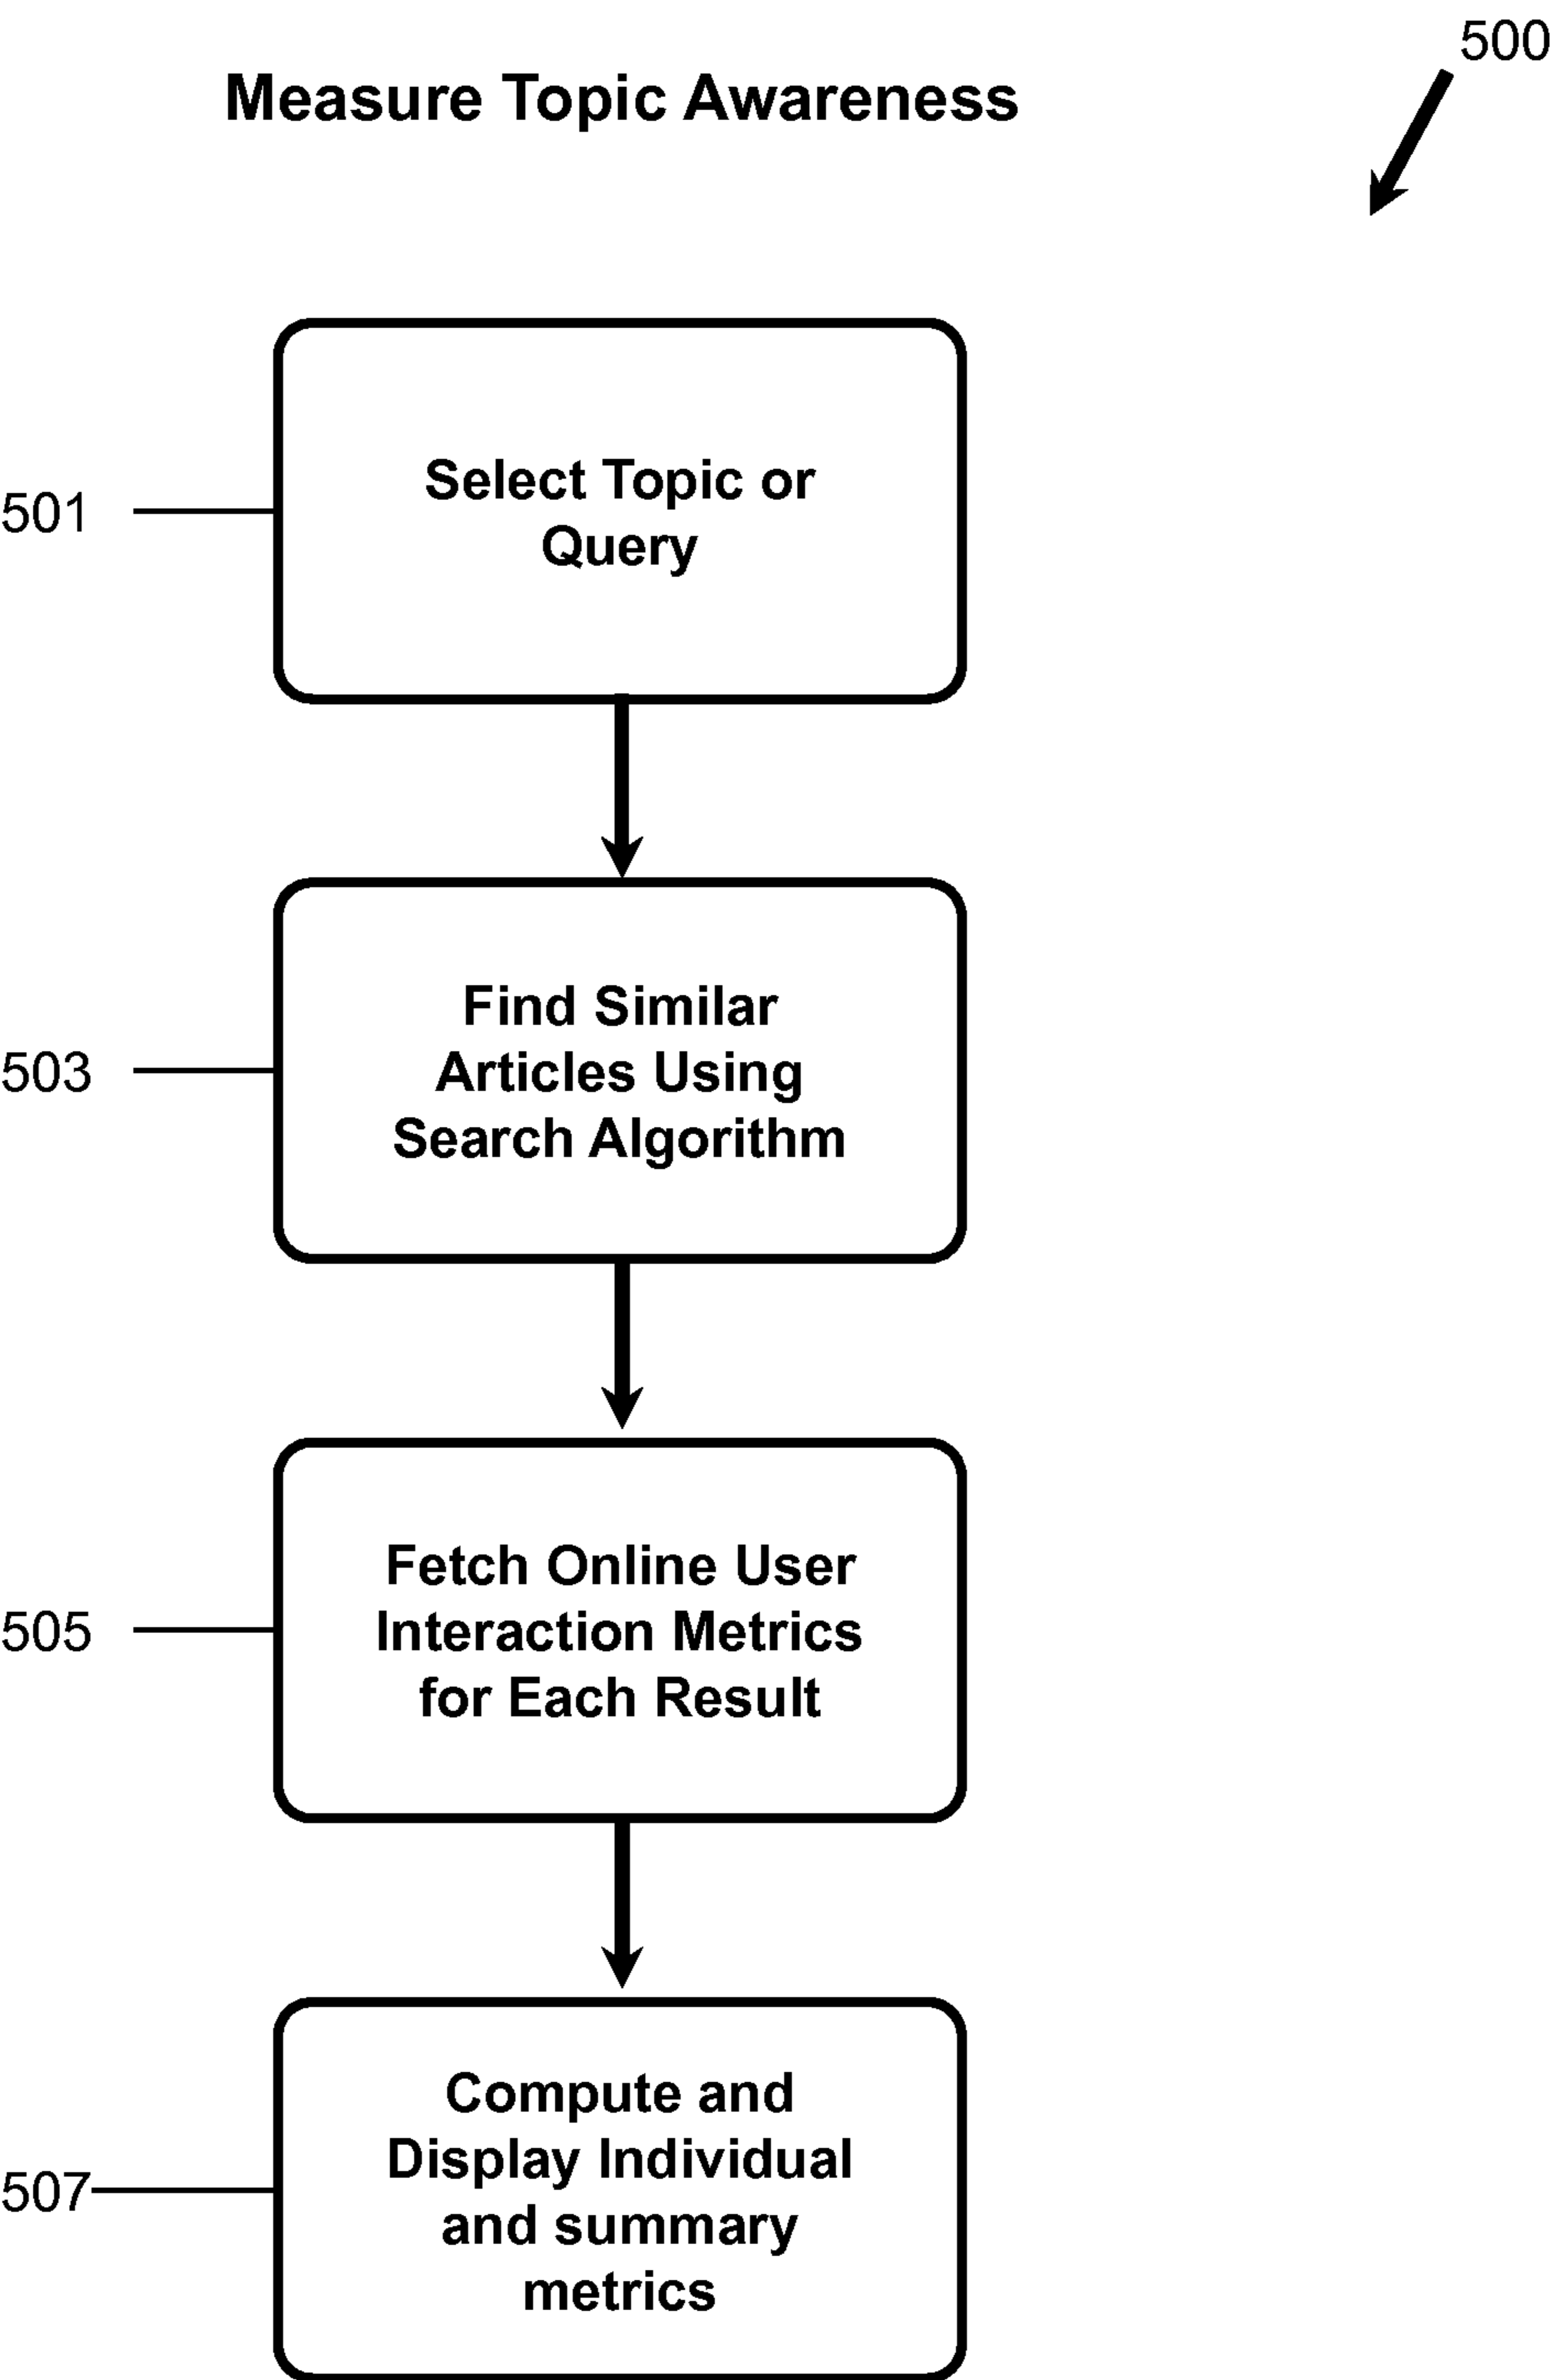 500
Measure Topic Awareness
501
Select Topic or
Query
503
Find Similar
Articles Using
Search Algorithm
505
Fetch Online User
Interaction Metrics
for Each Result
507
Compute and
Display Individual
and summary
metrics